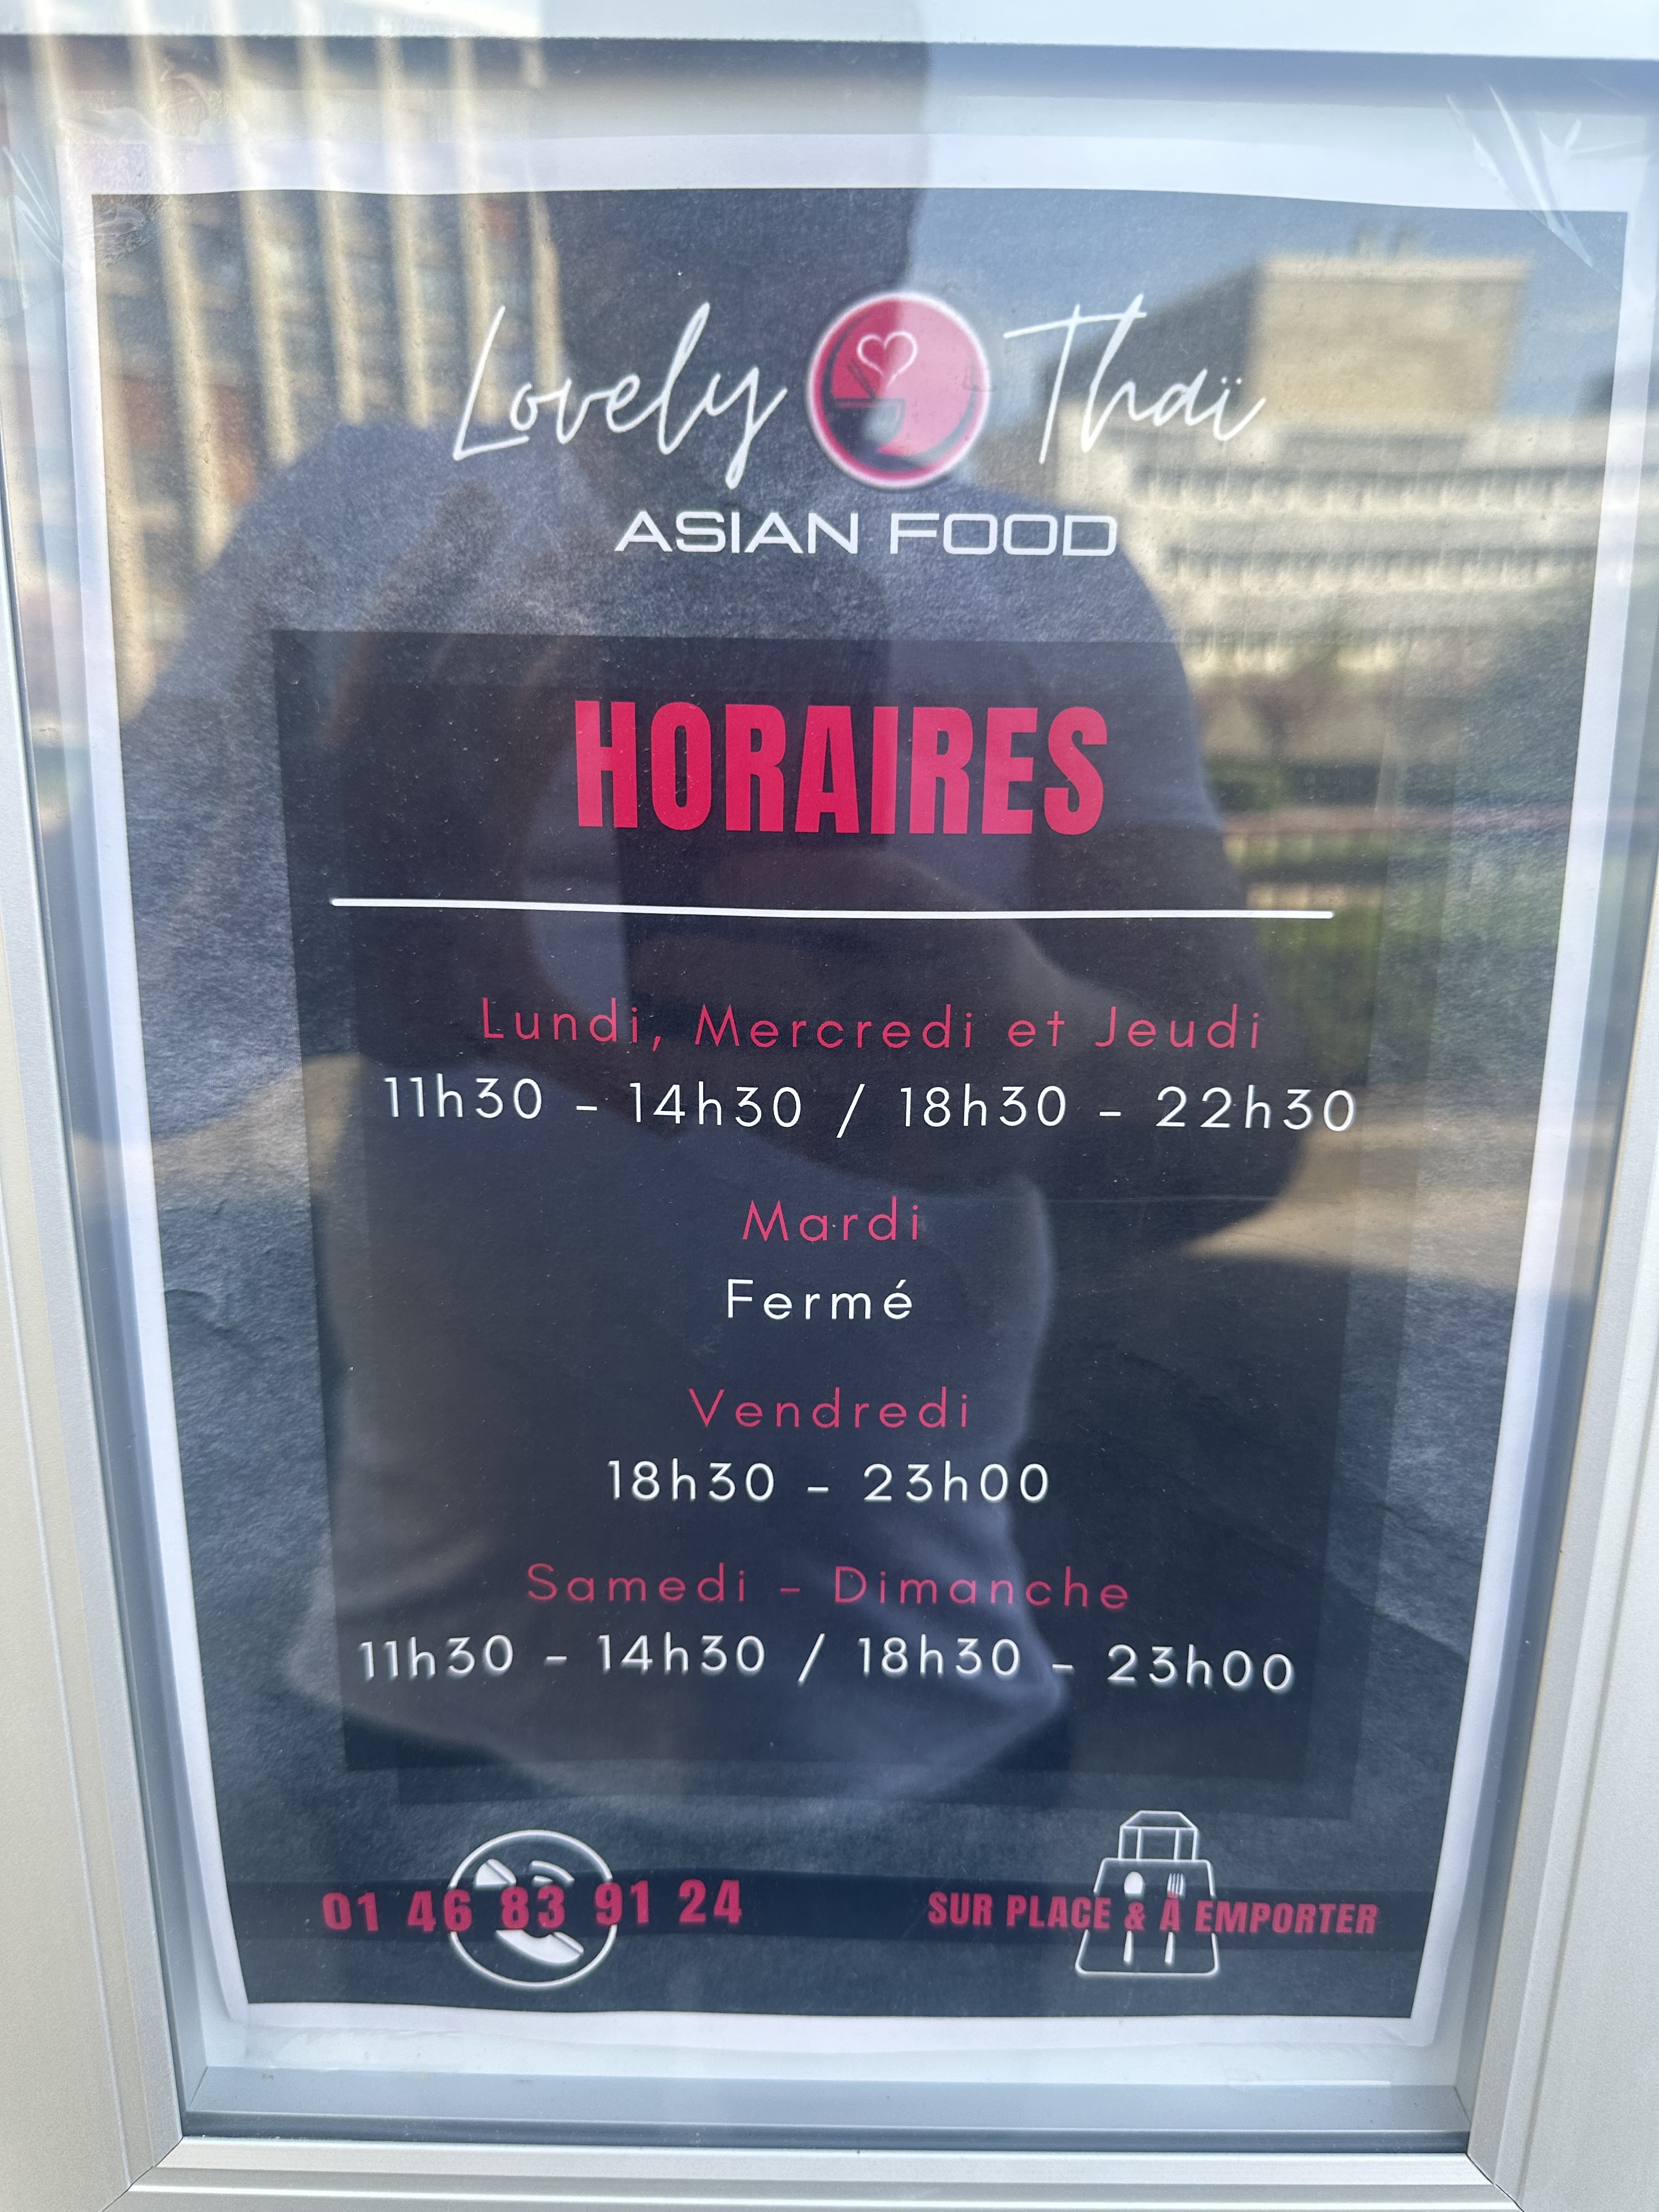 Lovely Thaï
ASIAN FOOD
HORAIRES
Lundi, Mercredi et Jeudi
11h30 - 14h30 / 18h30 - 22h30
Mardi
Fermé
Vendredi
18h30 - 23h00
Samedi - Dimanche
11h30 - 14h30 / 18h30 - 23h00
01 46 83 91 24
SUR PLACE & À EMPORTER